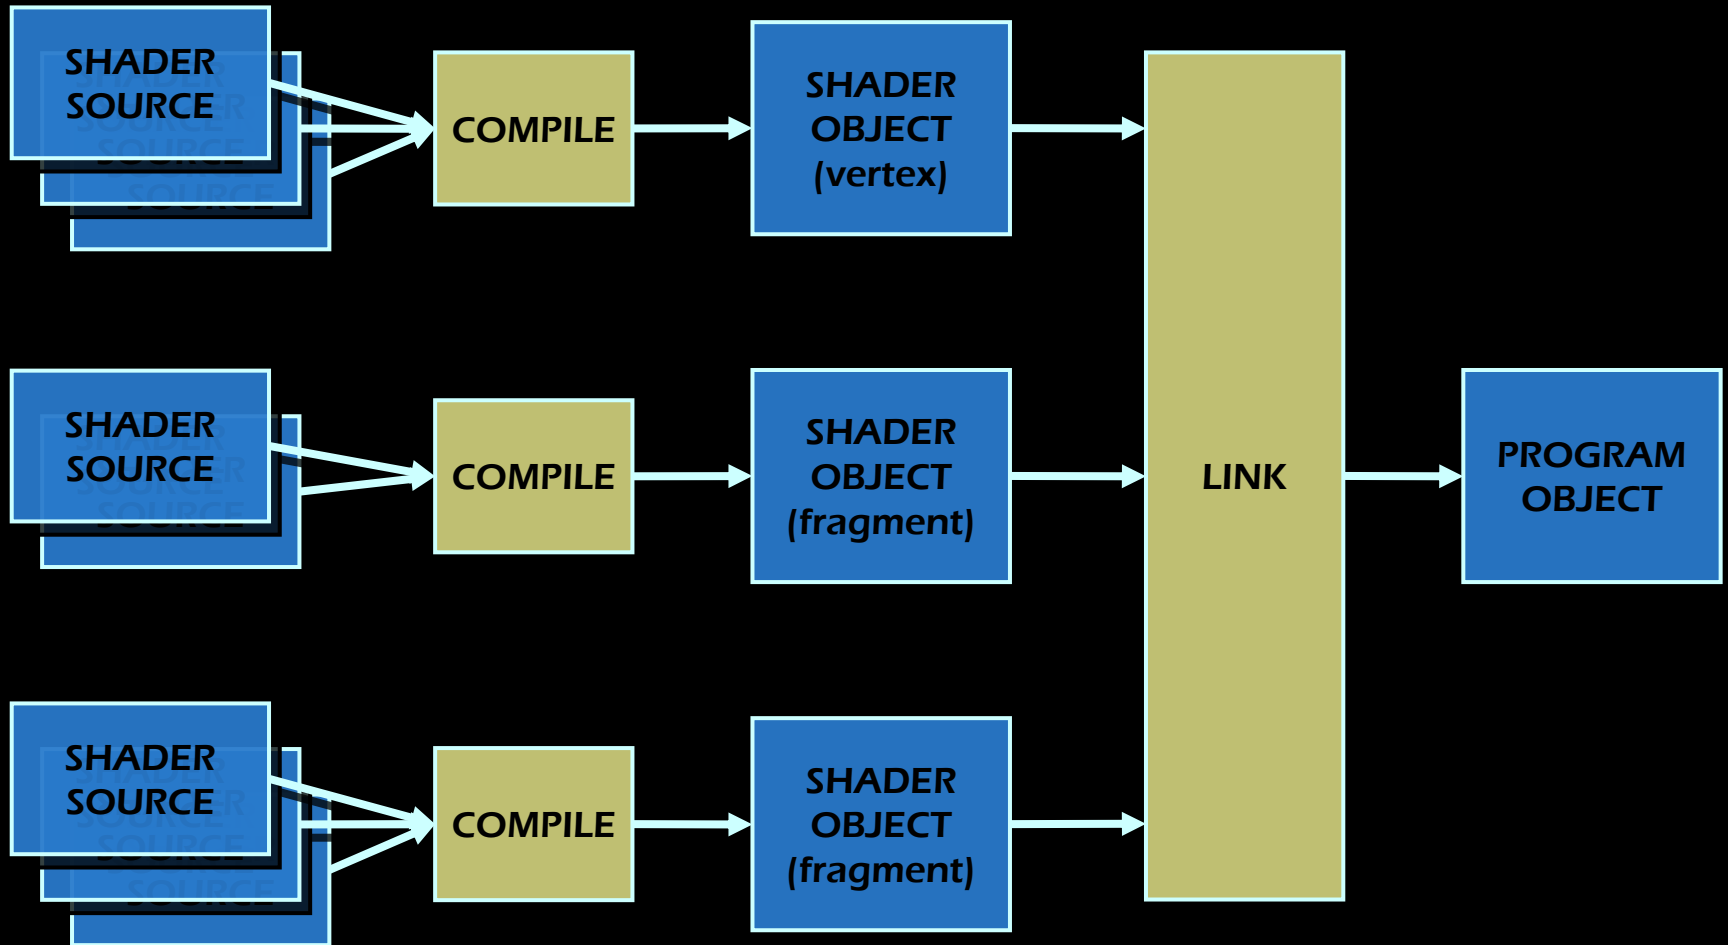 SHADER
SOURCE
COMPILE
SHADER
OBJECT
(vertex)
SHADER
SOURCE
COMPILE
SHADER
OBJECT
(fragment)
LINK
PROGRAM
OBJECT
SHADER
SOURCE
COMPILE
SHADER
OBJECT
(fragment)